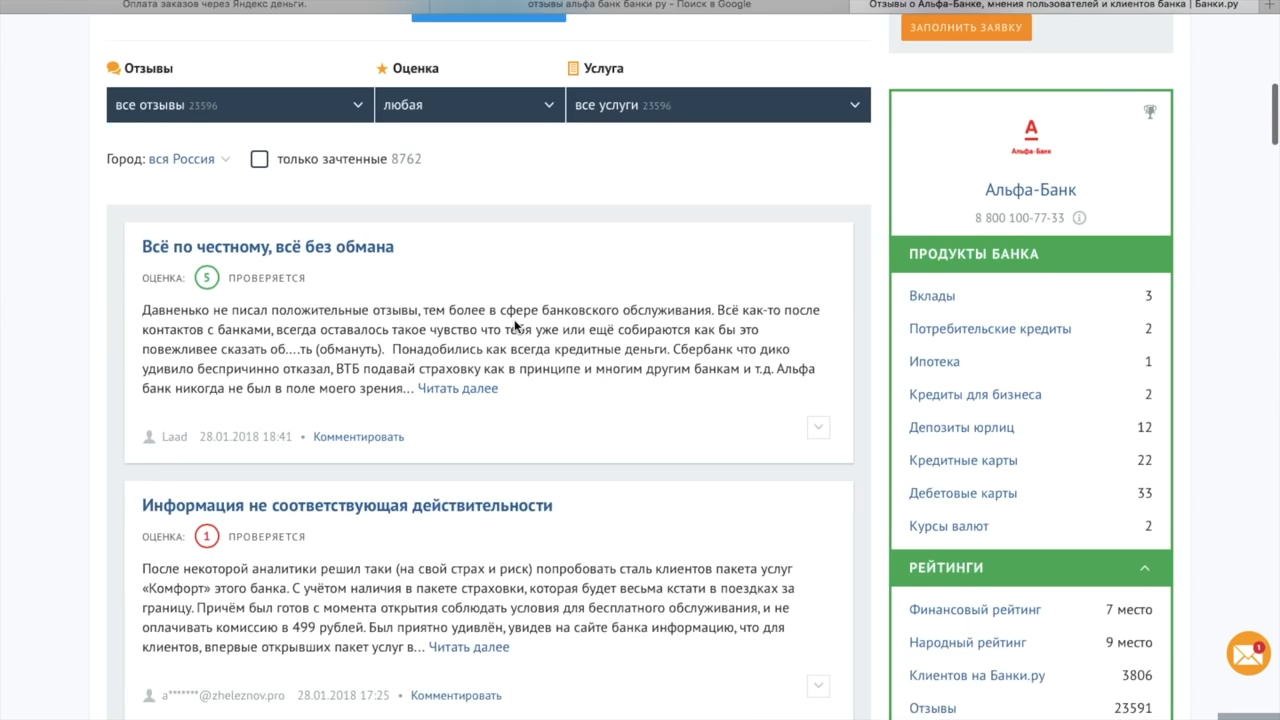 Оплата заказов через Яндекс деньги.
отзывы альфа банк банки ру - Поиск в Google
Отзывы о Альфа-Банке, мнения пользователей и клиентов банка | Банки.ру
ЗАПОЛНИТЬ ЗАЯВКУ
Отзывы
Оценка
Услуга
все отзывы 23596
любая
все услуги 23596
Город: вся Россия
только зачтенные 8762
Всё по честному, всё без обмана
ОЦЕНКА: 5 ПРОВЕРЯЕТСЯ
Давненько не писал положительные отзывы, тем более в сфере банковского обслуживания. Всё как-то после
контактов с банками, всегда оставалось такое чувство что тебя уже или ещё собираются как бы это
повежливее сказать об....ть (обмануть). Понадобились как всегда кредитные деньги. Сбербанк что дико
удивило беспричинно отказал, ВТБ подавай страховку как в принципе и многим другим банкам и т.д. Альфа
банк никогда не был в поле моего зрения... Читать далее
Laad 28.01.2018 18:41 • Комментировать
Информация не соответствующая действительности
ОЦЕНКА: 1 ПРОВЕРЯЕТСЯ
После некоторой аналитики решил таки (на свой страх и риск) попробовать сталь клиентов пакета услуг
«Комфорт» этого банка. С учётом наличия в пакете страховки, которая будет весьма кстати в поездках за
границу. Причём был готов с момента открытия соблюдать условия для бесплатного обслуживания, и не
оплачивать комиссию в 499 рублей. Был приятно удивлён, увидев на сайте банка информацию, что для
клиентов, впервые открывших пакет услуг в... Читать далее
a*******@zheleznov.pro 28.01.2018 17:25 • Комментировать
А
Альфа·Банк
Альфа-Банк
8 800 100-77-33
ПРОДУКТЫ БАНКА
Вклады 3
Потребительские кредиты 2
Ипотека 1
Кредиты для бизнеса 2
Депозиты юрлиц 12
Кредитные карты 22
Дебетовые карты 33
Курсы валют 2
РЕЙТИНГИ
Финансовый рейтинг 7 место
Народный рейтинг 9 место
Клиентов на Банки.ру 3806
Отзывы 23591
1